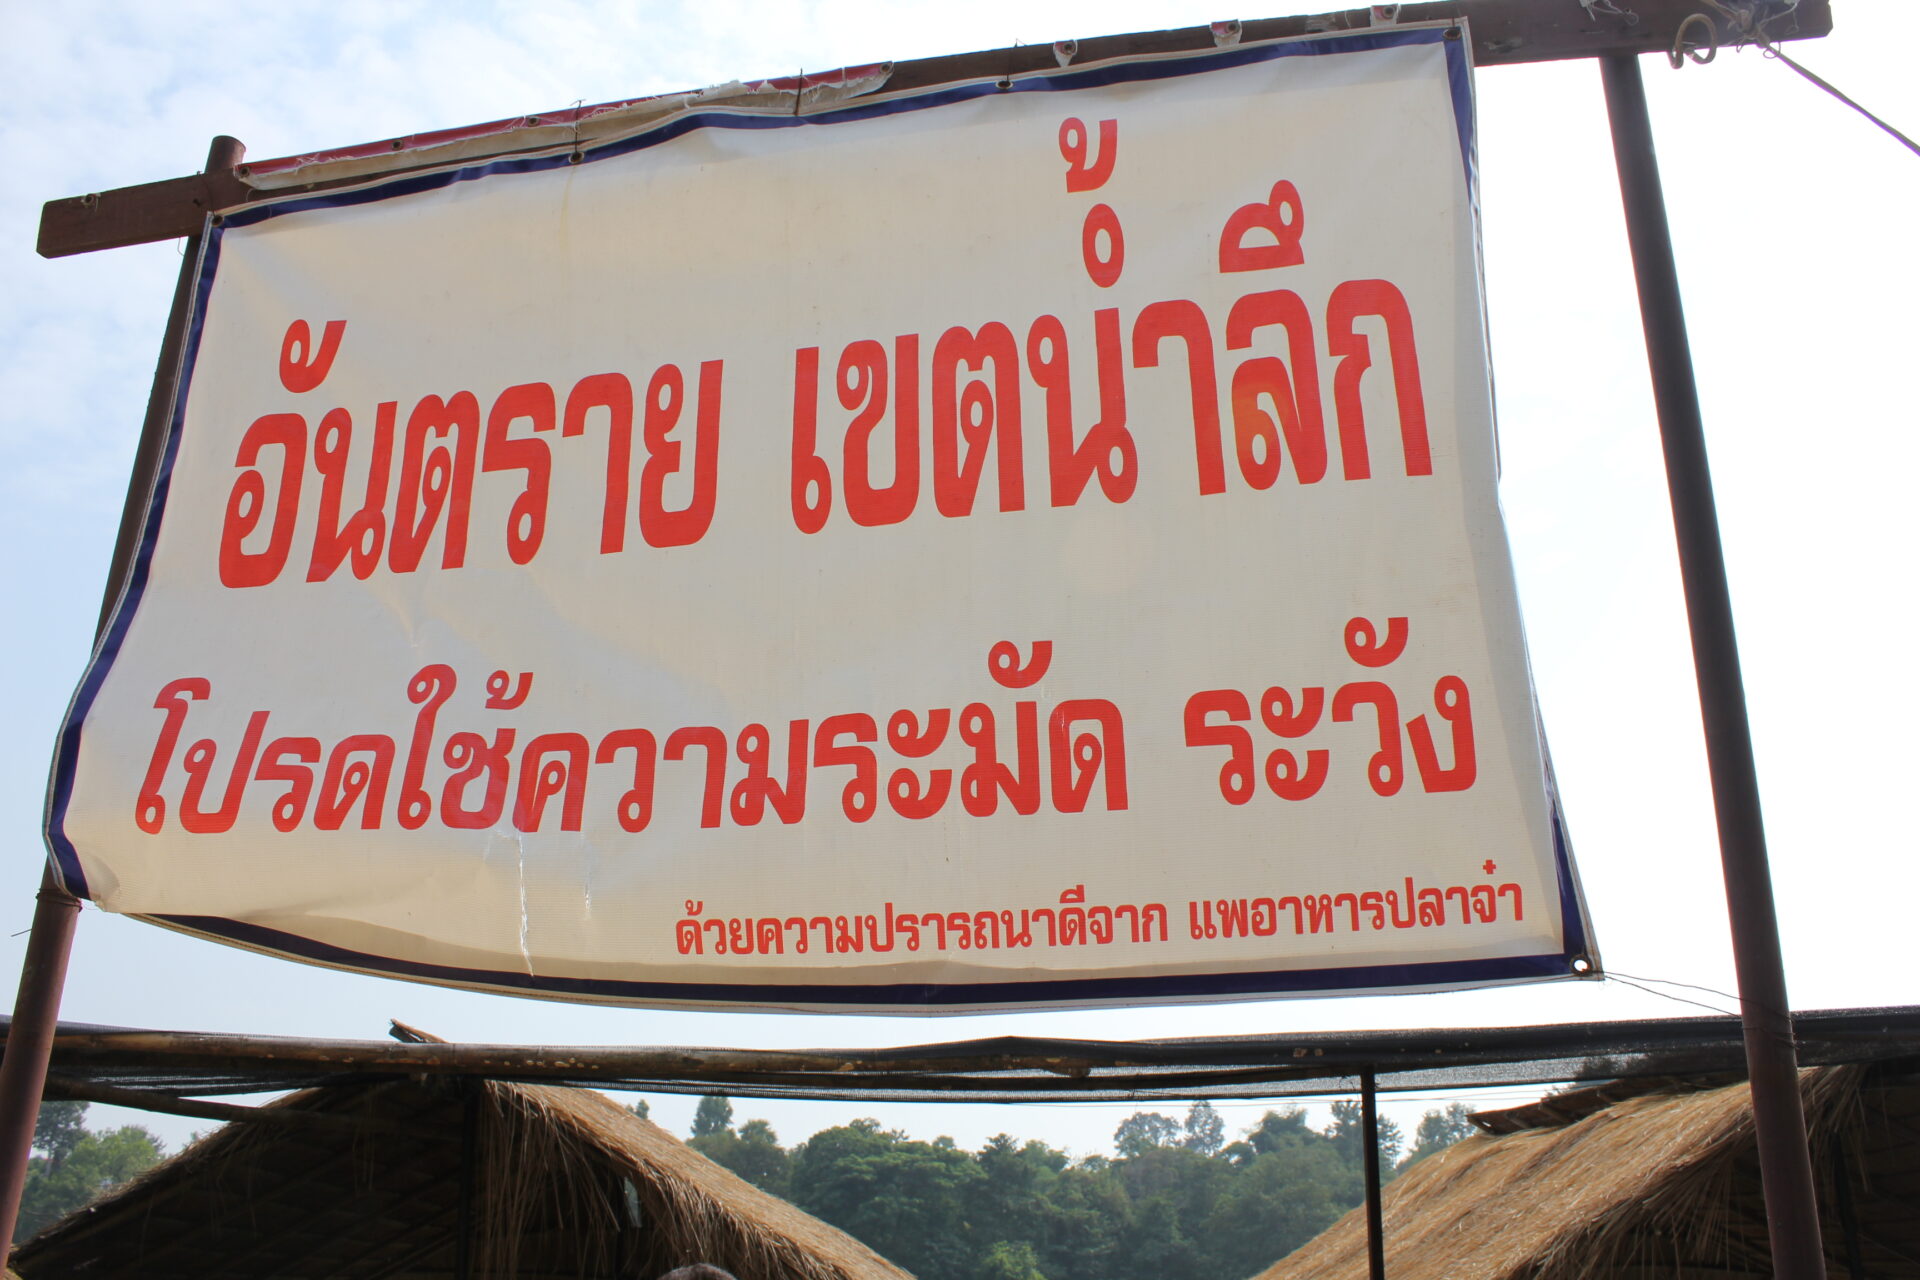 อันตราย เขตน้ำลึก
โปรดใช้ความระมัด ระวัง
ด้วยความปรารถนาดีจาก แพอาหารปลาจ๋า